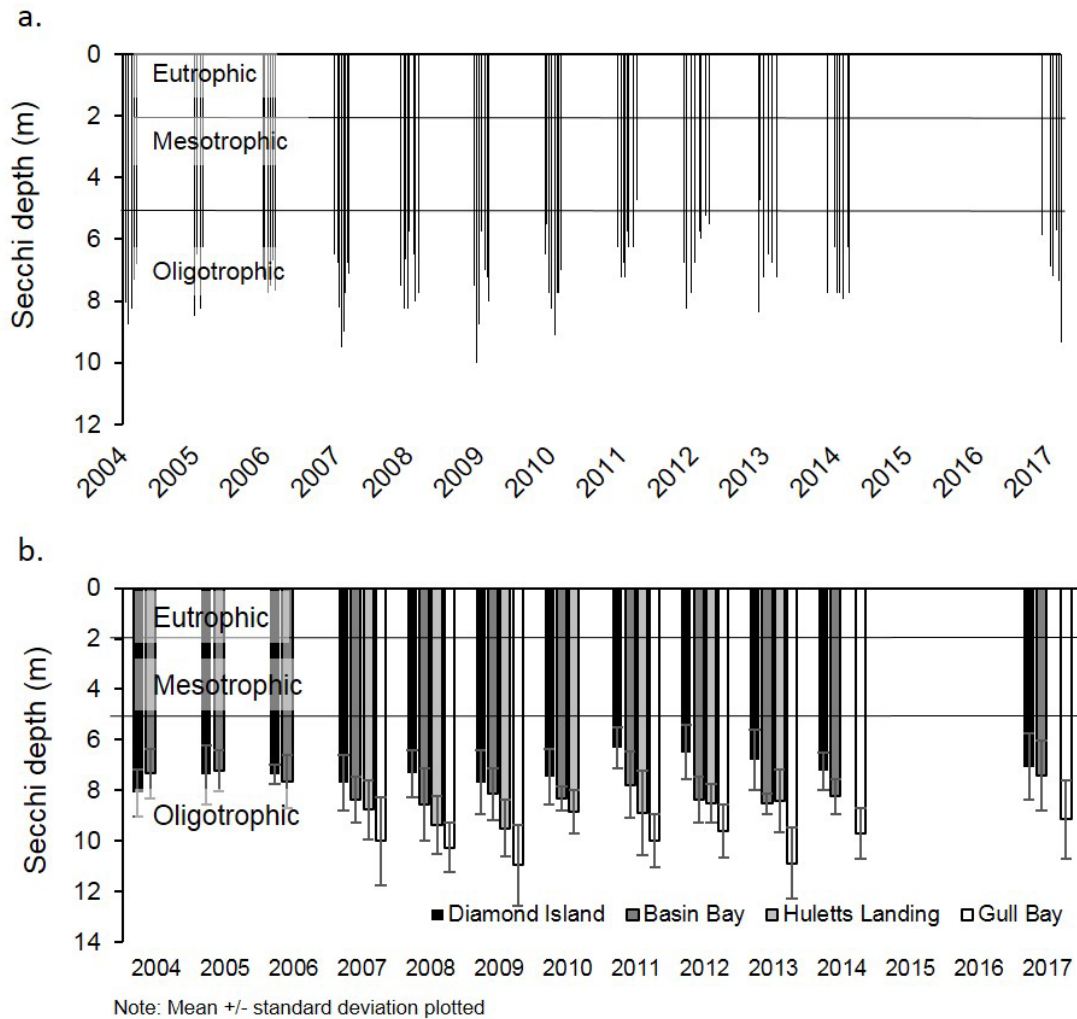 a.
0
2
4
6
8
10
12
Secchi depth (m)
Eutrophic
Mesotrophic
Oligotrophic
2004 2005 2006 2007 2008 2009 2010 2011 2012 2013 2014 2015 2016 2017
b.
0
2
4
6
8
10
12
14
Secchi depth (m)
Eutrophic
Mesotrophic
Oligotrophic
Diamond Island Basin Bay Huletts Landing Gull Bay
2004 2005 2006 2007 2008 2009 2010 2011 2012 2013 2014 2015 2016 2017
Note: Mean +/- standard deviation plotted